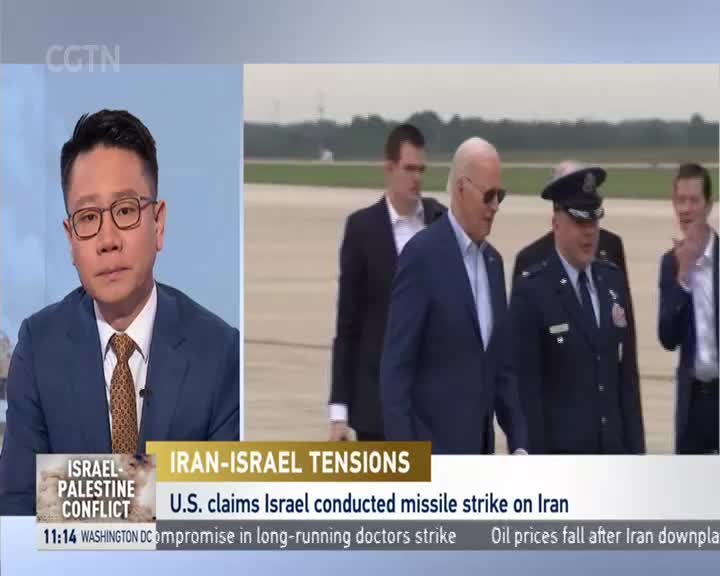 CGTN
IRAN-ISRAEL TENSIONS
ISRAEL-
PALESTINE
CONFLICT
U.S. claims Israel conducted missile strike on Iran
11:14 WASHINGTON DC
ompromise in long-running doctors strike Oil prices fall after Iran downpla